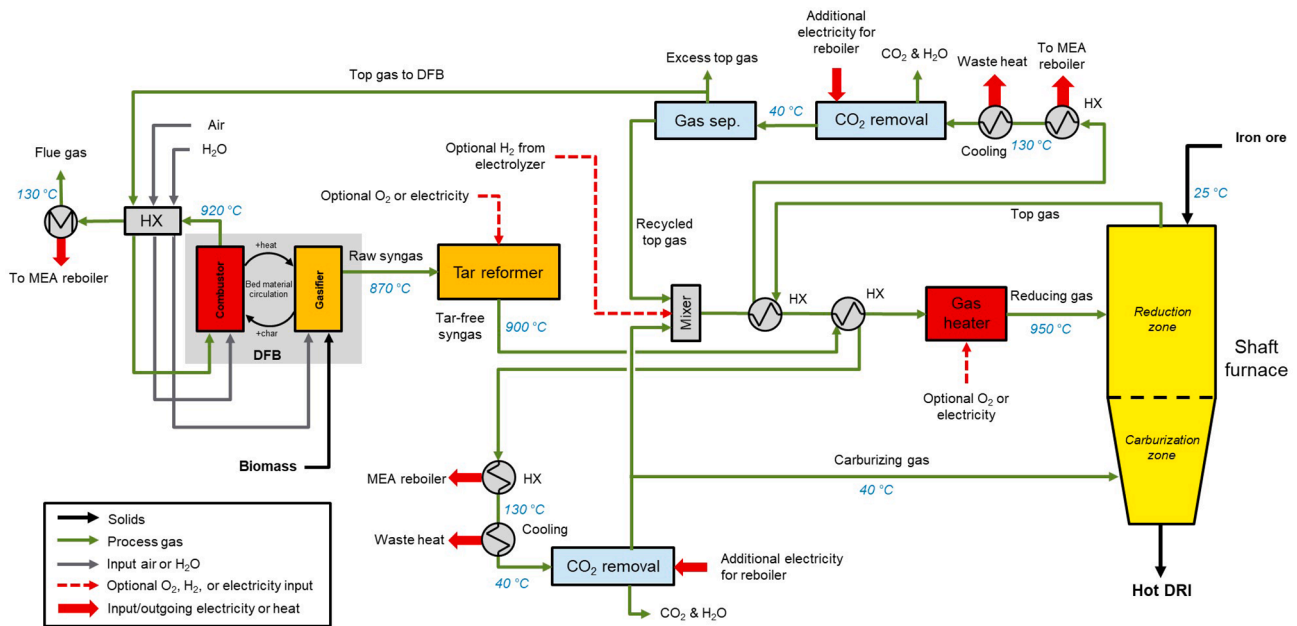 Additional
electricity for
reboiler
CO₂ & H₂O
Waste heat
To MEA
reboiler
Excess top gas
Top gas to DFB
40 °C
HX
Gas sep.
CO₂ removal
Cooling
130 °C
Iron ore
25 °C
Air
H₂O
Flue gas
130 °C
HX
920 °C
To MEA reboiler
Optional H₂ from
electrolyzer
Optional O₂ or electricity
Recycled
top gas
Top gas
+heat
Combustor
Bed material
circulation
Gasifier
+char
DFB
Raw syngas
870 °C
Tar reformer
Tar-free
syngas
900 °C
Mixer
HX
HX
Gas
heater
Reducing gas
950 °C
Reduction
zone
Shaft
furnace
Optional O₂ or
electricity
Carburization
zone
Biomass
Carburizing gas
40 °C
MEA reboiler
HX
130 °C
Waste heat
Cooling
40 °C
CO₂ removal
Additional electricity
for reboiler
CO₂ & H₂O
Hot DRI
Solids
Process gas
Input air or H₂O
Optional O₂, H₂, or electricity input
Input/outgoing electricity or heat